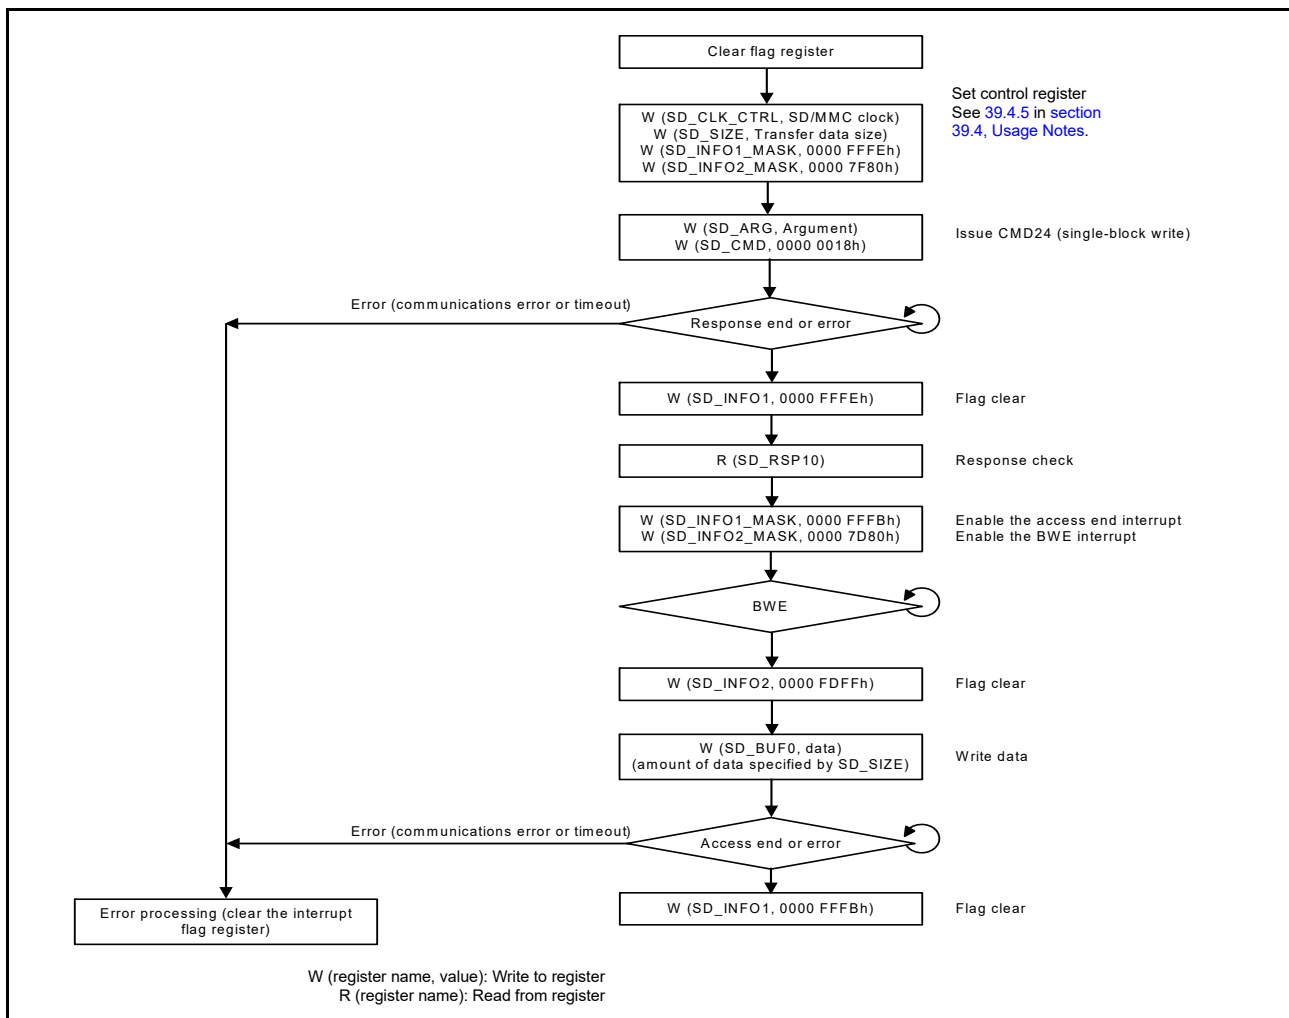 Clear flag register
W (SD_CLK_CTRL, SD/MMC clock)
W (SD_SIZE, Transfer data size)
W (SD_INFO1_MASK, 0000 FFFEh)
W (SD_INFO2_MASK, 0000 7F80h)
Set control register
See 39.4.5 in section
39.4, Usage Notes.
W (SD_ARG, Argument)
W (SD_CMD, 0000 0018h)
Issue CMD24 (single-block write)
Error (communications error or timeout)
Response end or error
W (SD_INFO1, 0000 FFFEh)
Flag clear
R (SD_RSP10)
Response check
W (SD_INFO1_MASK, 0000 FFFBh)
W (SD_INFO2_MASK, 0000 7D80h)
Enable the access end interrupt
Enable the BWE interrupt
BWE
W (SD_INFO2, 0000 FDFFh)
Flag clear
W (SD_BUF0, data)
(amount of data specified by SD_SIZE)
Write data
Error (communications error or timeout)
Access end or error
Error processing (clear the interrupt
flag register)
W (SD_INFO1, 0000 FFFBh)
Flag clear
W (register name, value): Write to register
R (register name): Read from register